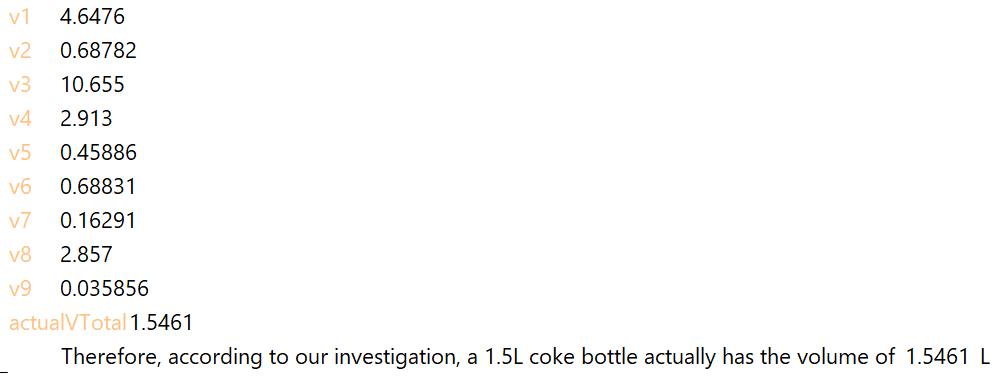 v1 4.6476
v2 0.68782
v3 10.655
v4 2.913
v5 0.45886
v6 0.68831
v7 0.16291
v8 2.857
v9 0.035856
actualVTotal 1.5461
Therefore, according to our investigation, a 1.5L coke bottle actually has the volume of 1.5461 L